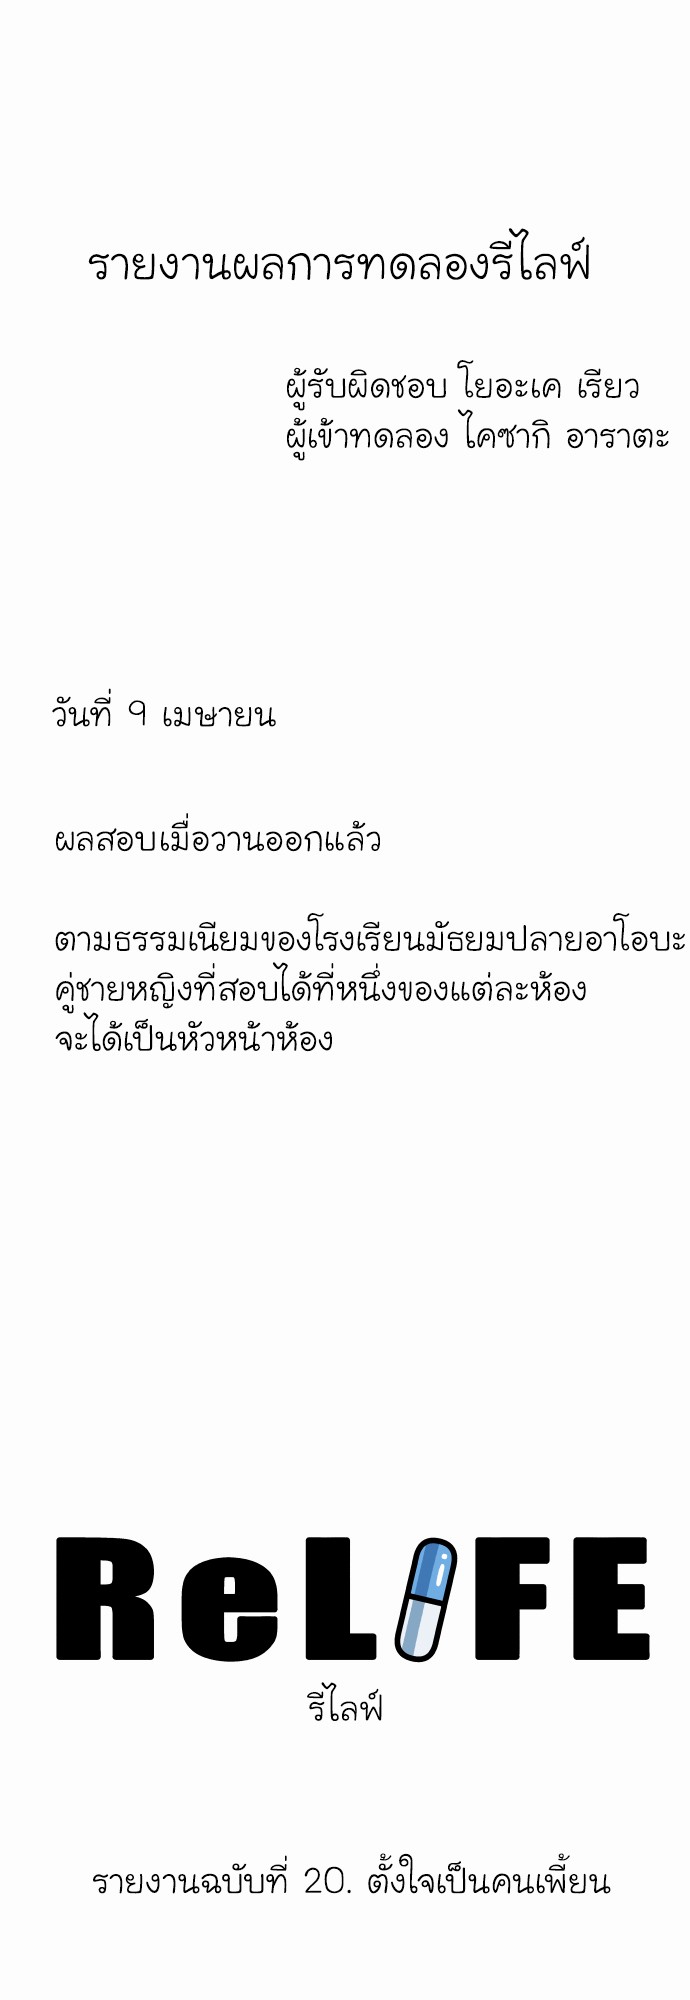 รายงานผลการทดลองรีไลฟ์
ผู้รับผิดชอบ โยอะเค เรียว
ผู้เข้าทดลอง ไคซากิ อาราตะ
วันที่ 9 เมษายน
ผลสอบเมื่อวานออกแล้ว
ตามธรรมเนียมของโรงเรียนมัธยมปลายอาโอบะ
คู่ชายหญิงที่สอบได้ที่หนึ่งของแต่ละห้อง
จะได้เป็นหัวหน้าห้อง
ReLIFE
รีไลฟ์
รายงานฉบับที่ 20. ตั้งใจเป็นคนเพี้ยน